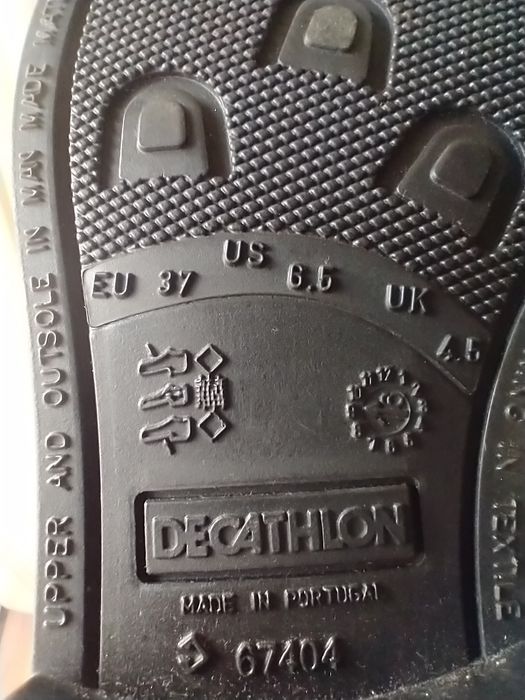 EU 37 US 6.5 UK 4.5
DECATHLON
MADE IN PORTUGAL
67404
UPPER AND OUTSOLE IN MAN MADE
TEXTILE